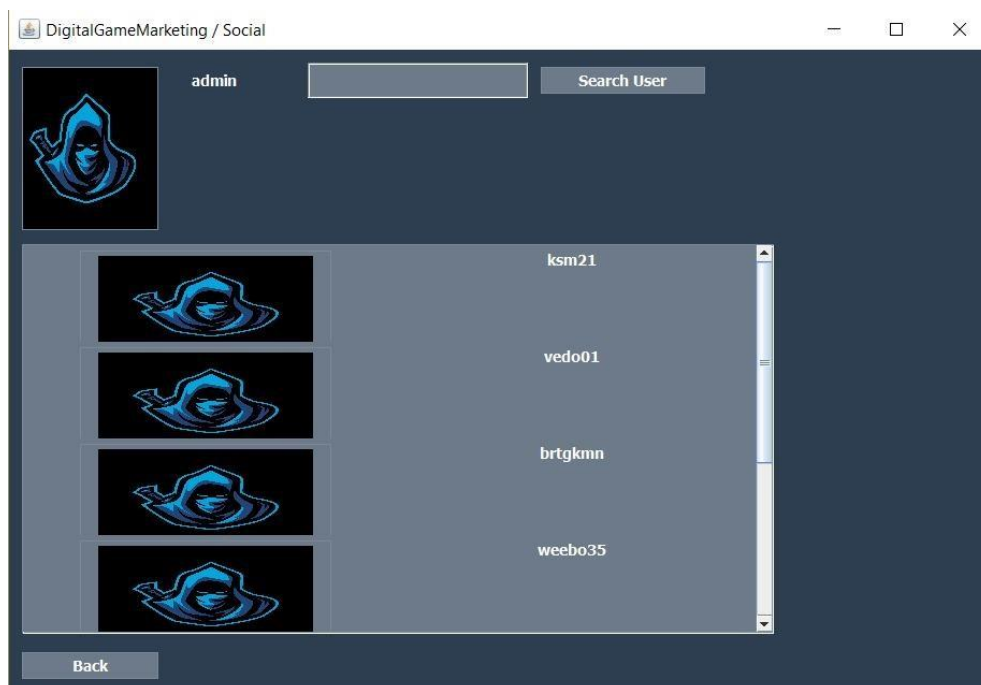 DigitalGameMarketing / Social
admin
Search User
ksm21
vedo01
brtgkmn
weebo35
Back